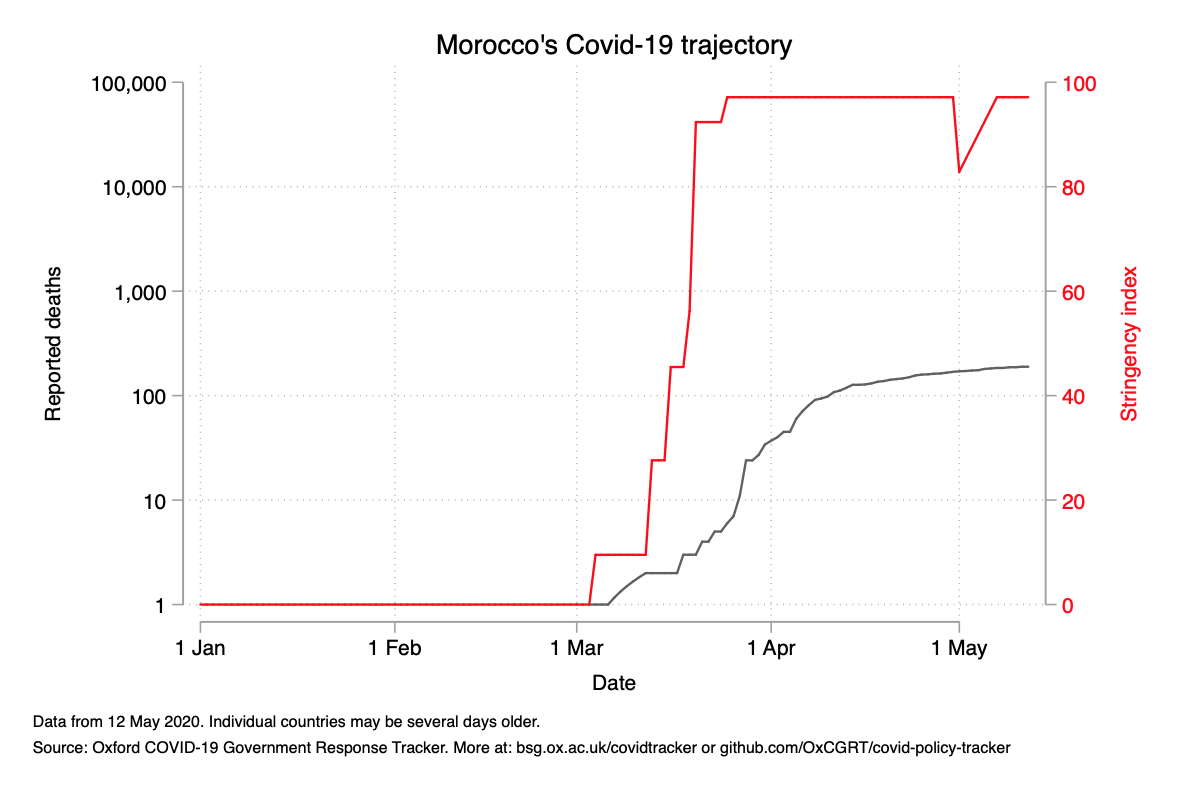 Morocco's Covid-19 trajectory
100,000
10,000
1,000
100
10
1
Reported deaths
100
80
60
40
20
0
Stringency index
1 Jan
1 Feb
1 Mar
1 Apr
1 May
Date
Data from 12 May 2020. Individual countries may be several days older.
Source: Oxford COVID-19 Government Response Tracker. More at: bsg.ox.ac.uk/covidtracker or github.com/OxCGRT/covid-policy-tracker